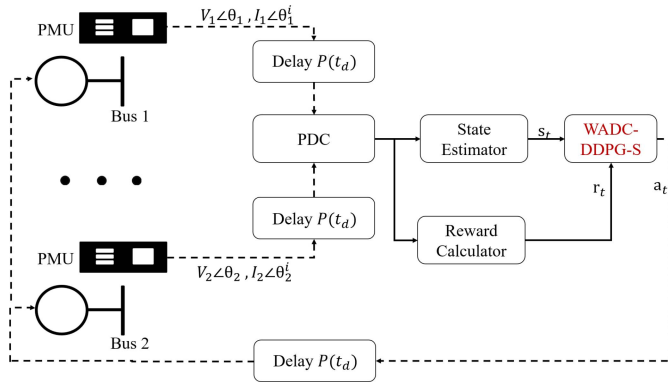 PMU
V₁∠θ₁ , I₁∠θ₁ⁱ
Delay P(t_d)
Bus 1
PDC
State
Estimator
s_t
WADC-
DDPG-S
r_t
a_t
Delay P(t_d)
Reward
Calculator
PMU
V₂∠θ₂ , I₂∠θ₂ⁱ
Bus 2
Delay P(t_d)